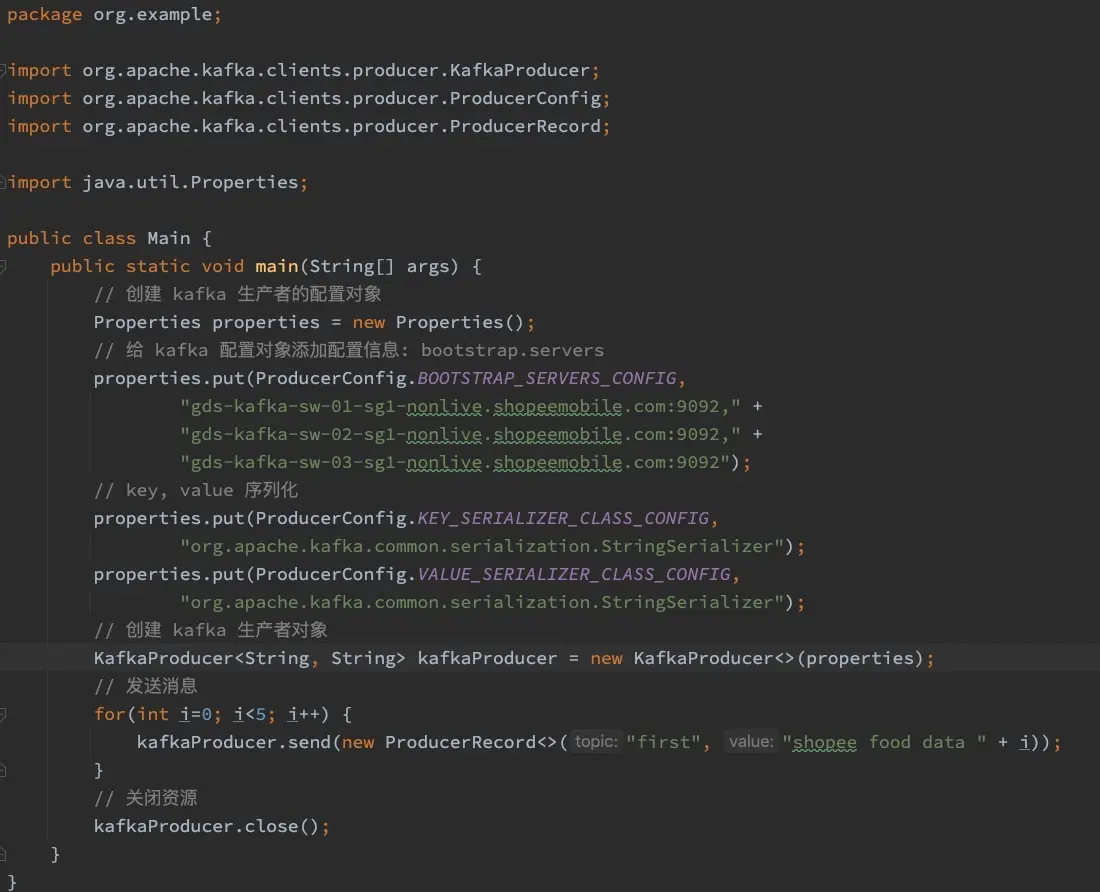 package org.example;
import org.apache.kafka.clients.producer.KafkaProducer;
import org.apache.kafka.clients.producer.ProducerConfig;
import org.apache.kafka.clients.producer.ProducerRecord;
import java.util.Properties;
public class Main {
public static void main(String[] args) {
// 创建 kafka 生产者的配置对象
Properties properties = new Properties();
// 给 kafka 配置对象添加配置信息: bootstrap.servers
properties.put(ProducerConfig.BOOTSTRAP_SERVERS_CONFIG,
"gds-kafka-sw-01-sg1-nonlive.shopeemobile.com:9092," +
"gds-kafka-sw-02-sg1-nonlive.shopeemobile.com:9092," +
"gds-kafka-sw-03-sg1-nonlive.shopeemobile.com:9092");
// key, value 序列化
properties.put(ProducerConfig.KEY_SERIALIZER_CLASS_CONFIG,
"org.apache.kafka.common.serialization.StringSerializer");
properties.put(ProducerConfig.VALUE_SERIALIZER_CLASS_CONFIG,
"org.apache.kafka.common.serialization.StringSerializer");
// 创建 kafka 生产者对象
KafkaProducer<String, String> kafkaProducer = new KafkaProducer<>(properties);
// 发送消息
for(int i=0; i<5; i++) {
kafkaProducer.send(new ProducerRecord<>( topic: "first", value: "shopee food data " + i));
}
// 关闭资源
kafkaProducer.close();
}
}